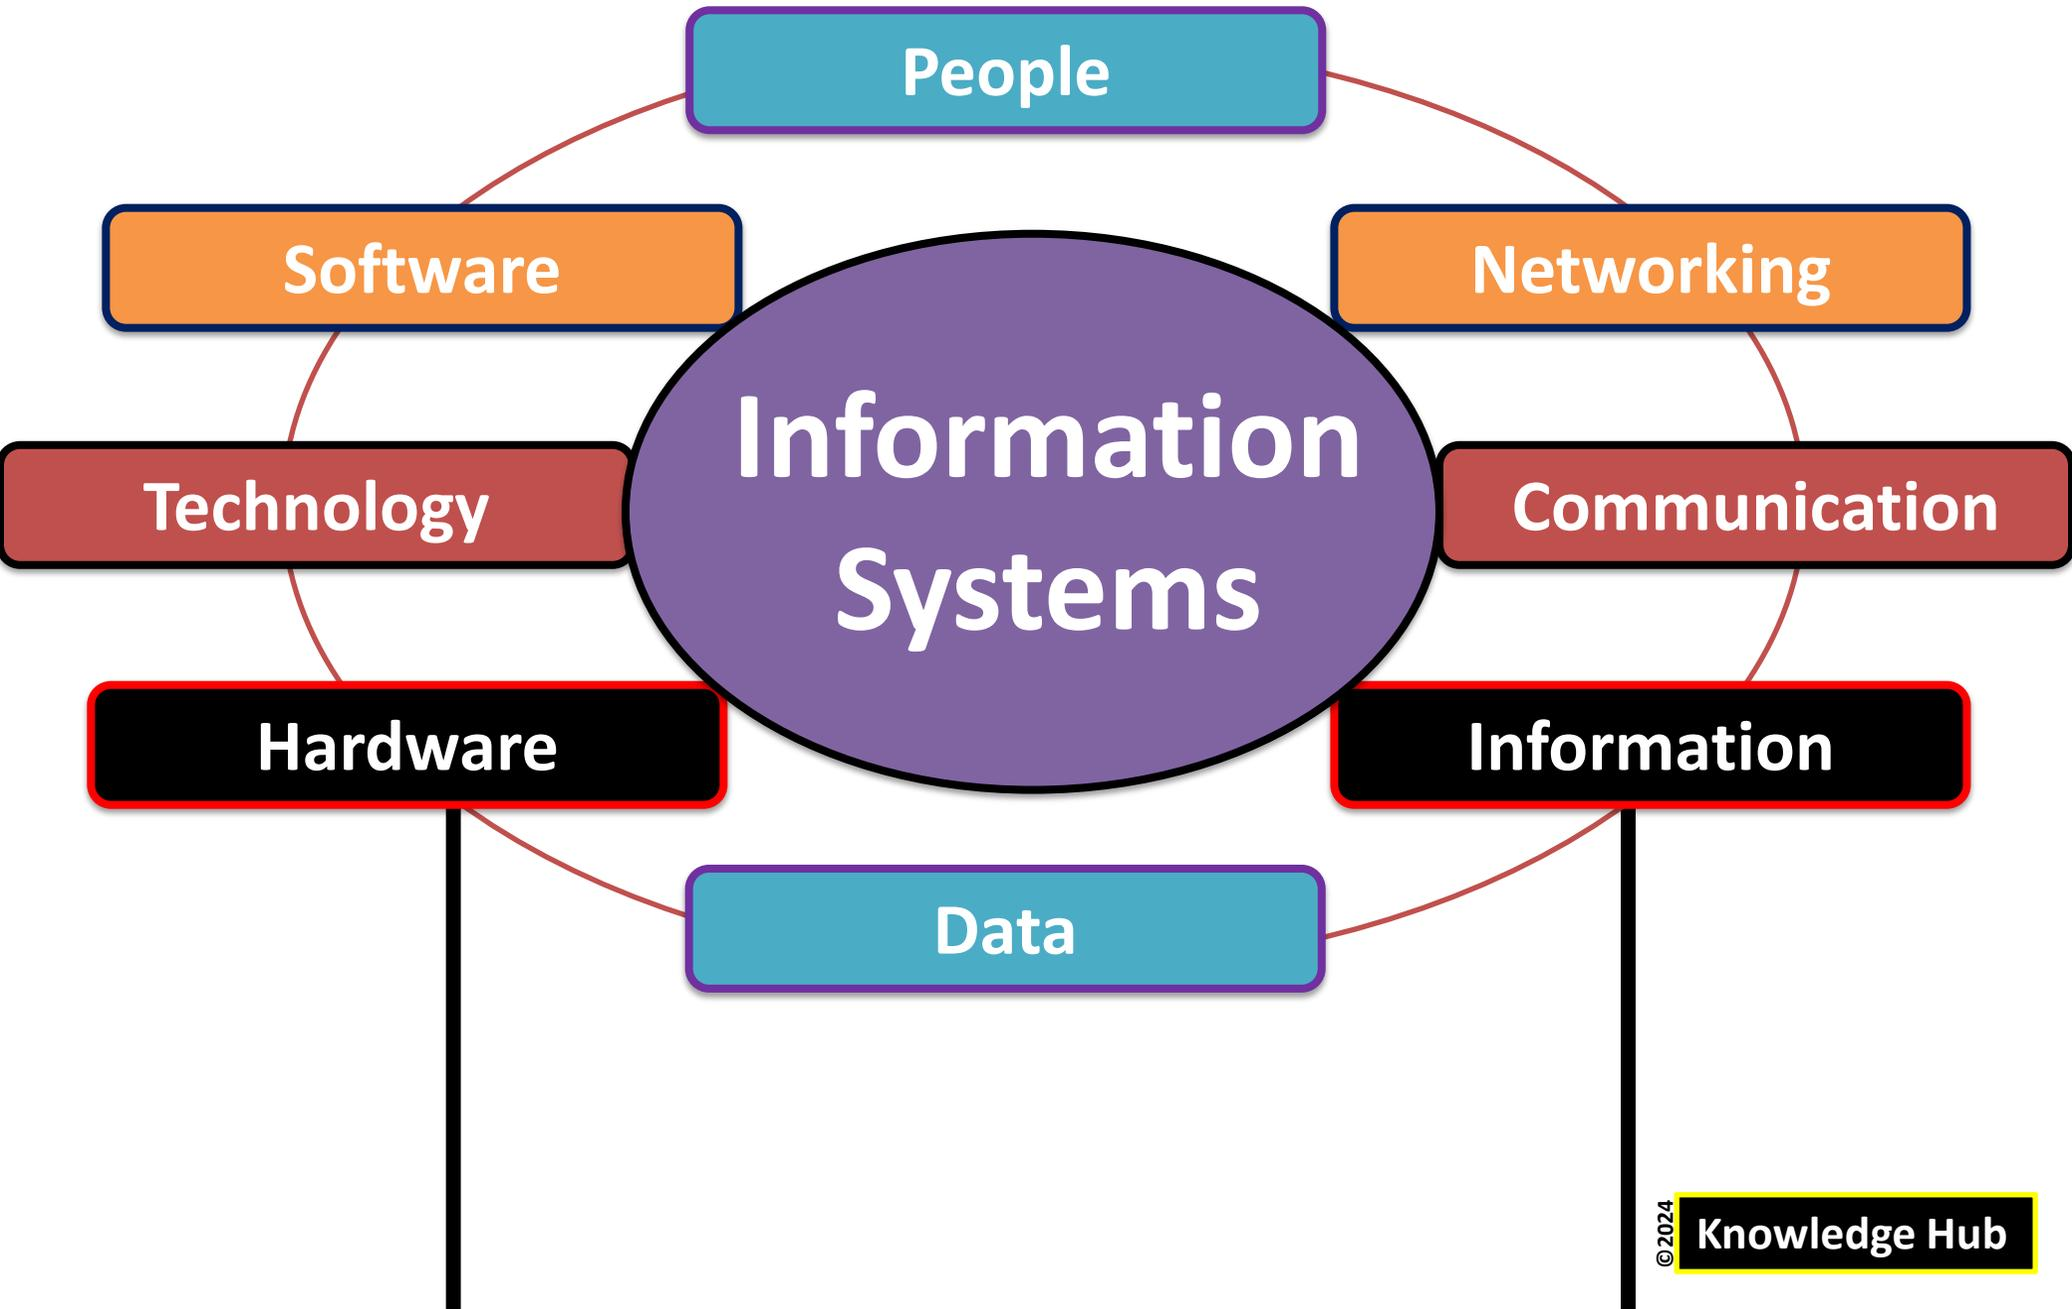 People
Software
Networking
Information
Systems
Technology
Communication
Hardware
Information
Data
©2024
Knowledge Hub